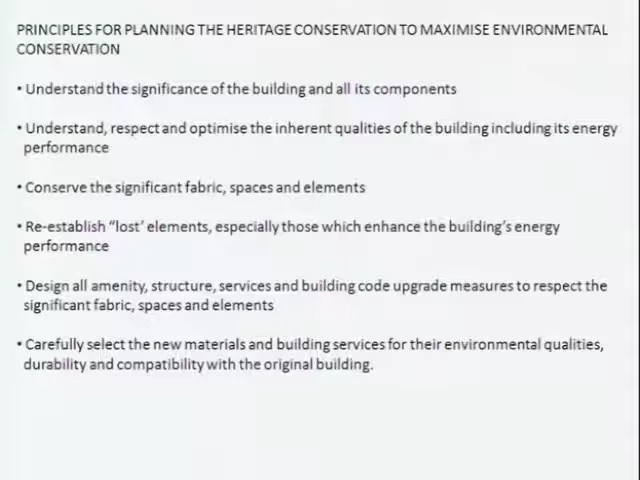 PRINCIPLES FOR PLANNING THE HERITAGE CONSERVATION TO MAXIMISE ENVIRONMENTAL
CONSERVATION
• Understand the significance of the building and all its components
• Understand, respect and optimise the inherent qualities of the building including its energy
performance
• Conserve the significant fabric, spaces and elements
• Re-establish “lost’ elements, especially those which enhance the building’s energy
performance
• Design all amenity, structure, services and building code upgrade measures to respect the
significant fabric, spaces and elements
• Carefully select the new materials and building services for their environmental qualities,
durability and compatibility with the original building.